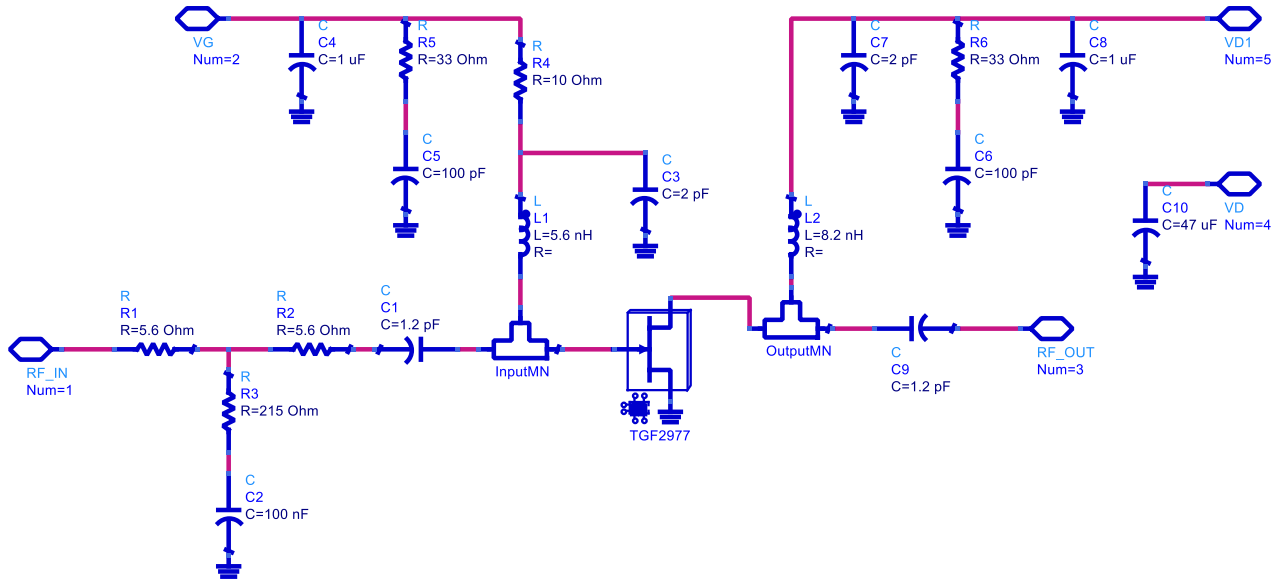 VG
Num=2
C
C4
C=1 uF
R
R5
R=33 Ohm
R
R4
R=10 Ohm
C
C5
C=100 pF
C
C3
C=2 pF
L
L1
L=5.6 nH
R=
C
C7
C=2 pF
R
R6
R=33 Ohm
C
C8
C=1 uF
VD1
Num=5
C
C6
C=100 pF
C
C10
C=47 uF
VD
Num=4
L
L2
L=8.2 nH
R=
RF_IN
Num=1
R
R1
R=5.6 Ohm
R
R2
R=5.6 Ohm
C
C1
C=1.2 pF
InputMN
R
R3
R=215 Ohm
C
C2
C=100 nF
TGF2977
OutputMN
C
C9
C=1.2 pF
RF_OUT
Num=3